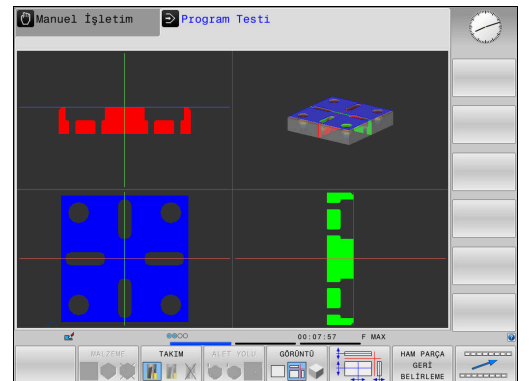 Manuel İşletim
Program Testi
00:07:57 F MAX
MALZEME
TAKIM
ALET YOLU
GÖRÜNTÜ
HAM PARÇA
GERİ
BELİRLEME